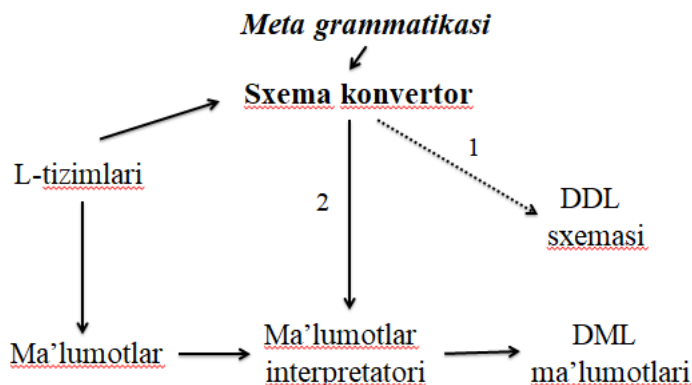 Meta grammatikasi
Sxema konvertor
1
L-tizimlari
2
DDL
sxemasi
Ma’lumotlar
Ma’lumotlar
interpretatori
DML
ma’lumotlari